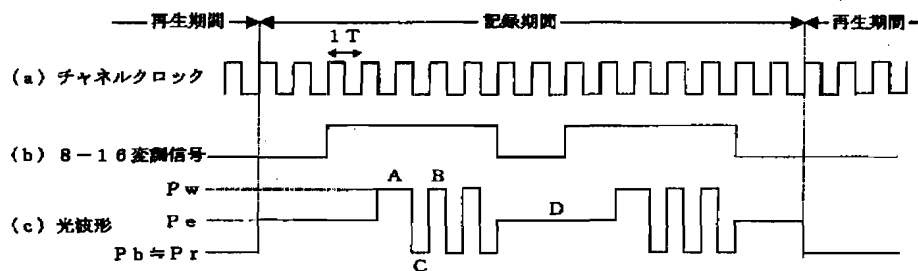 再生期間 記録期間 再生期間
1T
(a) チャネルクロック
(b) 8-16変調信号
A B
Pw
(c) 光波形 Pe D
Pb≒Pr
C